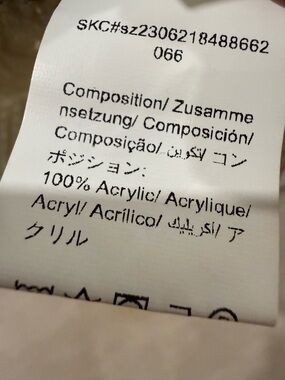 SKC#sz2306218488662
066
Composition/ Zusamme
nsetzung/ Composición/
Composição/ تكوين/ コン
ポジション:
100% Acrylic/ Acrylique/
Acryl/ Acrílico/ أكريليك/ ア
クリル